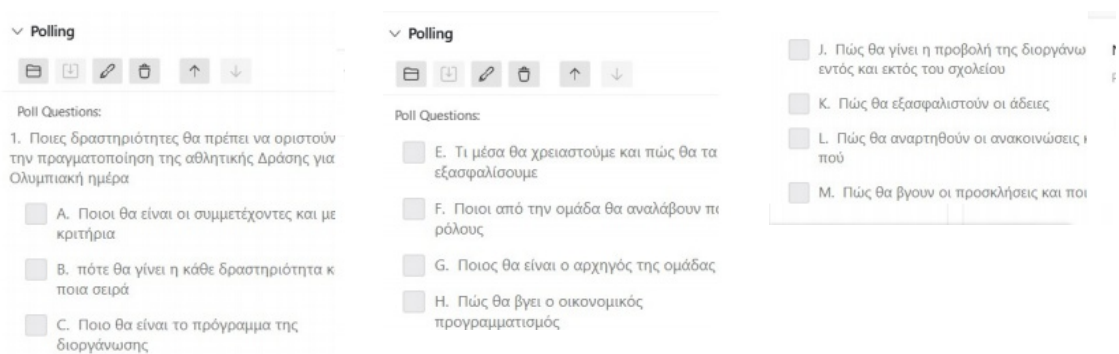 Polling
Poll Questions:
1. Ποιες δραστηριότητες θα πρέπει να οριστούν
την πραγματοποίηση της αθλητικής Δράσης για
Ολυμπιακή ημέρα
A. Ποιοι θα είναι οι συμμετέχοντες και με
κριτήρια
B. πότε θα γίνει η κάθε δραστηριότητα κ
ποια σειρά
C. Ποιο θα είναι το πρόγραμμα της
διοργάνωσης
Polling
Poll Questions:
E. Τι μέσα θα χρειαστούμε και πώς θα τα
εξασφαλίσουμε
F. Ποιοι από την ομάδα θα αναλάβουν
ρόλους
G. Ποιος θα είναι ο αρχηγός της ομάδας
H. Πώς θα βγει ο οικονομικός
προγραμματισμός
J. Πώς θα γίνει η προβολή της διοργάνω
εντός και εκτός του σχολείου
K. Πώς θα εξασφαλιστούν οι άδειες
L. Πώς θα αναρτηθούν οι ανακοινώσεις
πού
M. Πώς θα βγουν οι προσκλήσεις και ποι